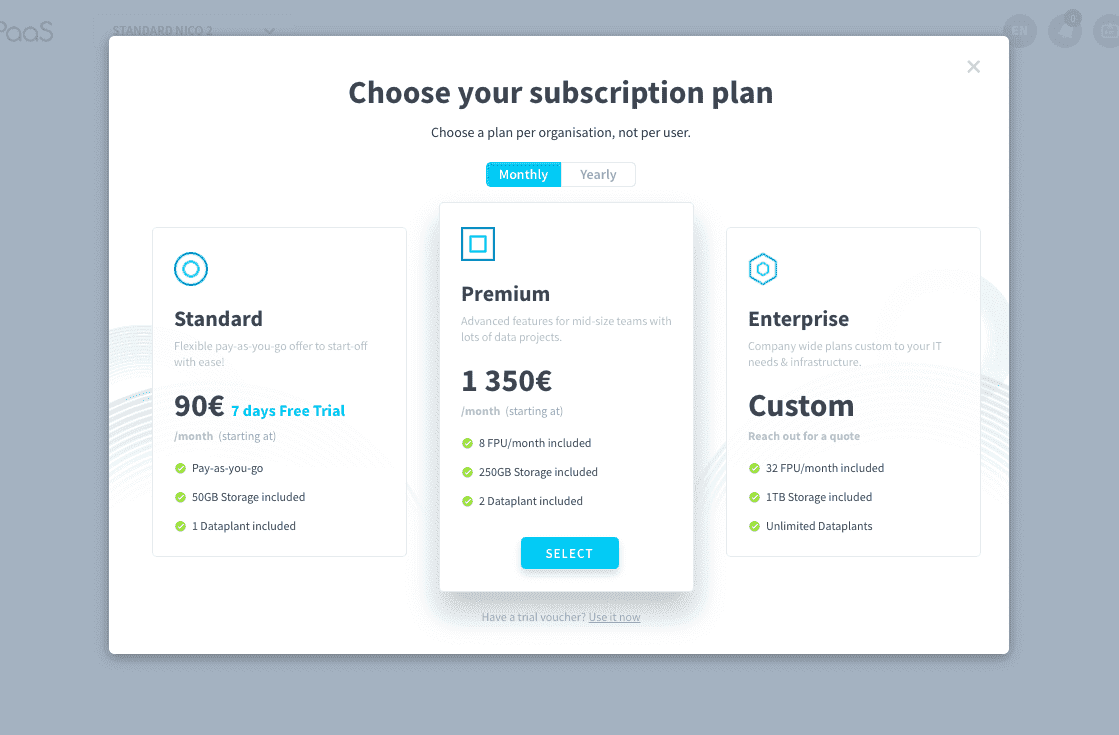 PaaS
STANDARD NICO 2
EN
0
Choose your subscription plan
Choose a plan per organisation, not per user.
Monthly
Yearly
Standard
Flexible pay-as-you-go offer to start-off
with ease!
90€ 7 days Free Trial
/month (starting at)
Pay-as-you-go
50GB Storage included
1 Dataplant included
Premium
Advanced features for mid-size teams with
lots of data projects.
1 350€
/month (starting at)
8 FPU/month included
250GB Storage included
2 Dataplant included
SELECT
Enterprise
Company wide plans custom to your IT
needs & infrastructure.
Custom
Reach out for a quote
32 FPU/month included
1TB Storage included
Unlimited Dataplants
Have a trial voucher? Use it now